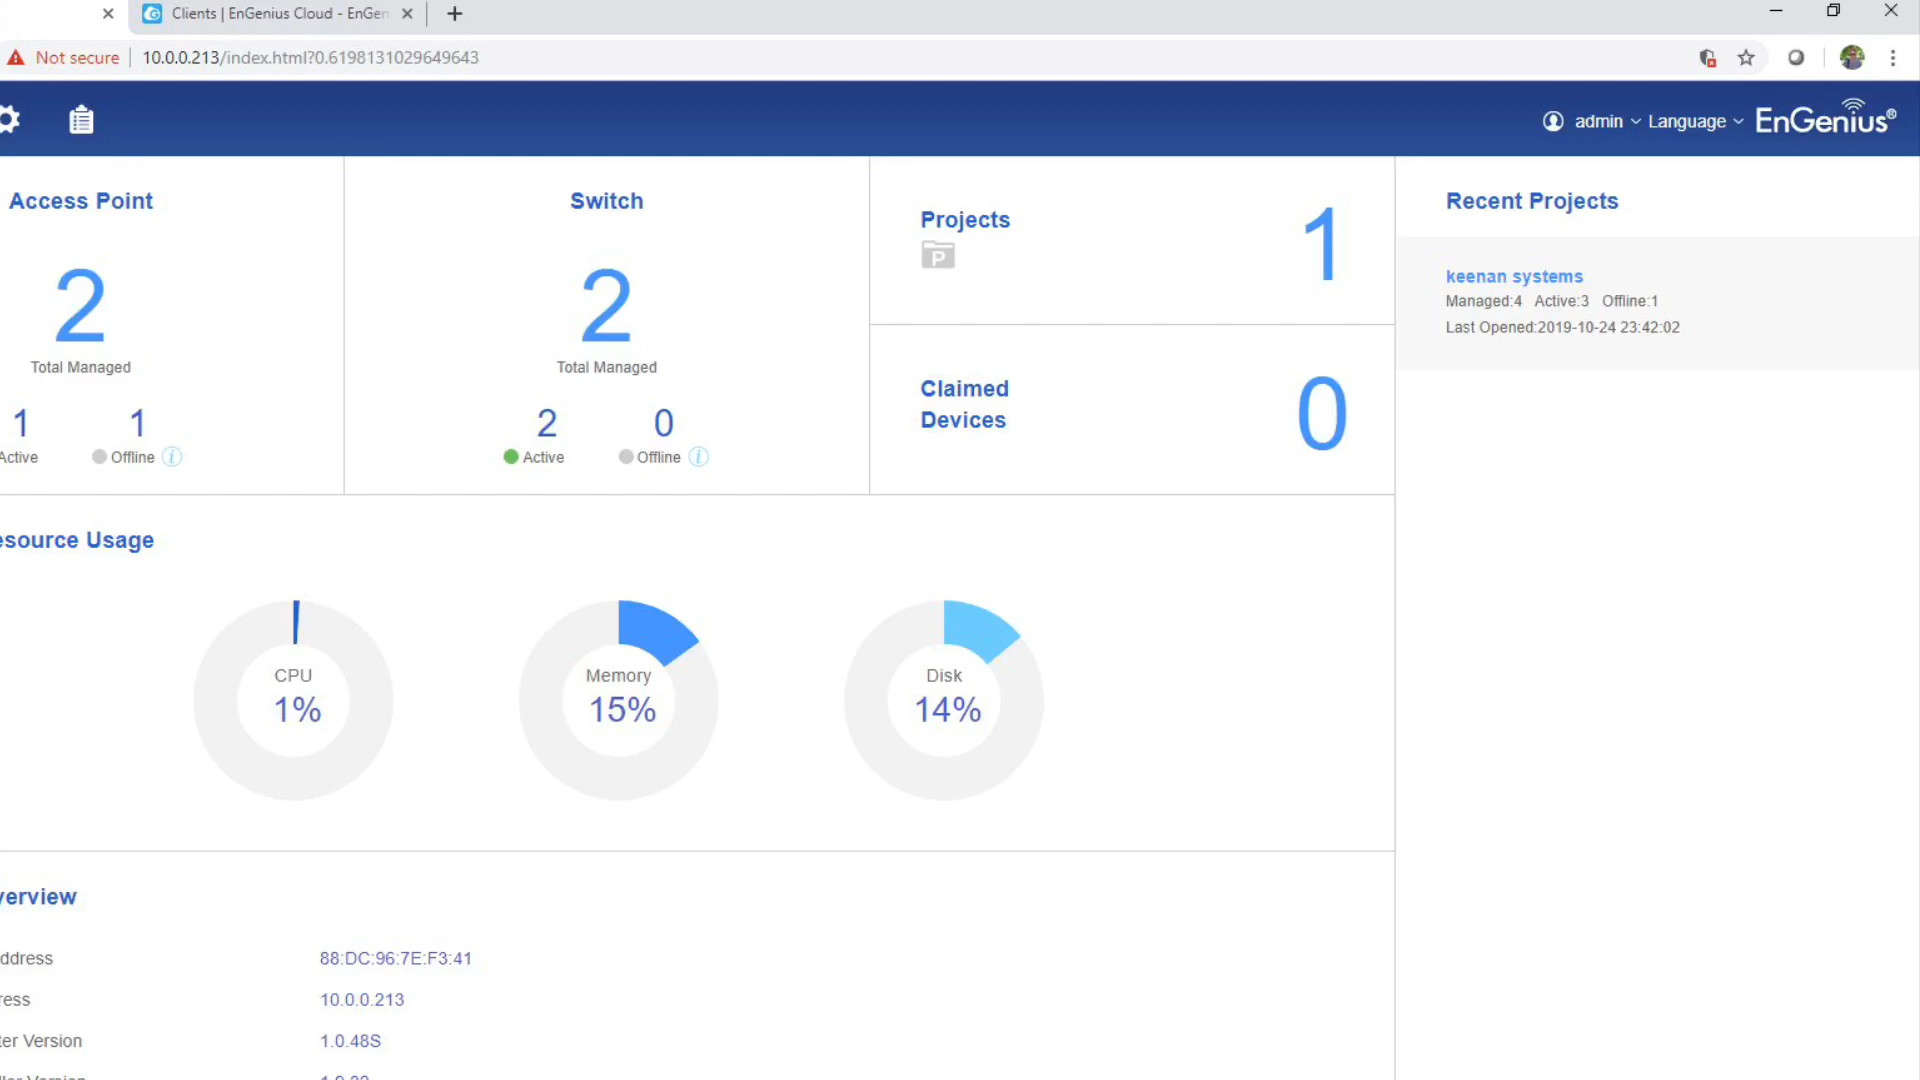 Clients | EnGenius Cloud - EnGen
Not secure
10.0.0.213/index.html?0.6198131029649643
admin
Language
EnGenius®
Access Point
2
Total Managed
1
1
Active
Offline
Switch
2
Total Managed
2
0
Active
Offline
Projects
P
1
Claimed
Devices
0
Recent Projects
keenan systems
Managed:4 Active:3 Offline:1
Last Opened:2019-10-24 23:42:02
esource Usage
CPU
1%
Memory
15%
Disk
14%
verview
ddress
88:DC:96:7E:F3:41
ress
10.0.0.213
ter Version
1.0.48S